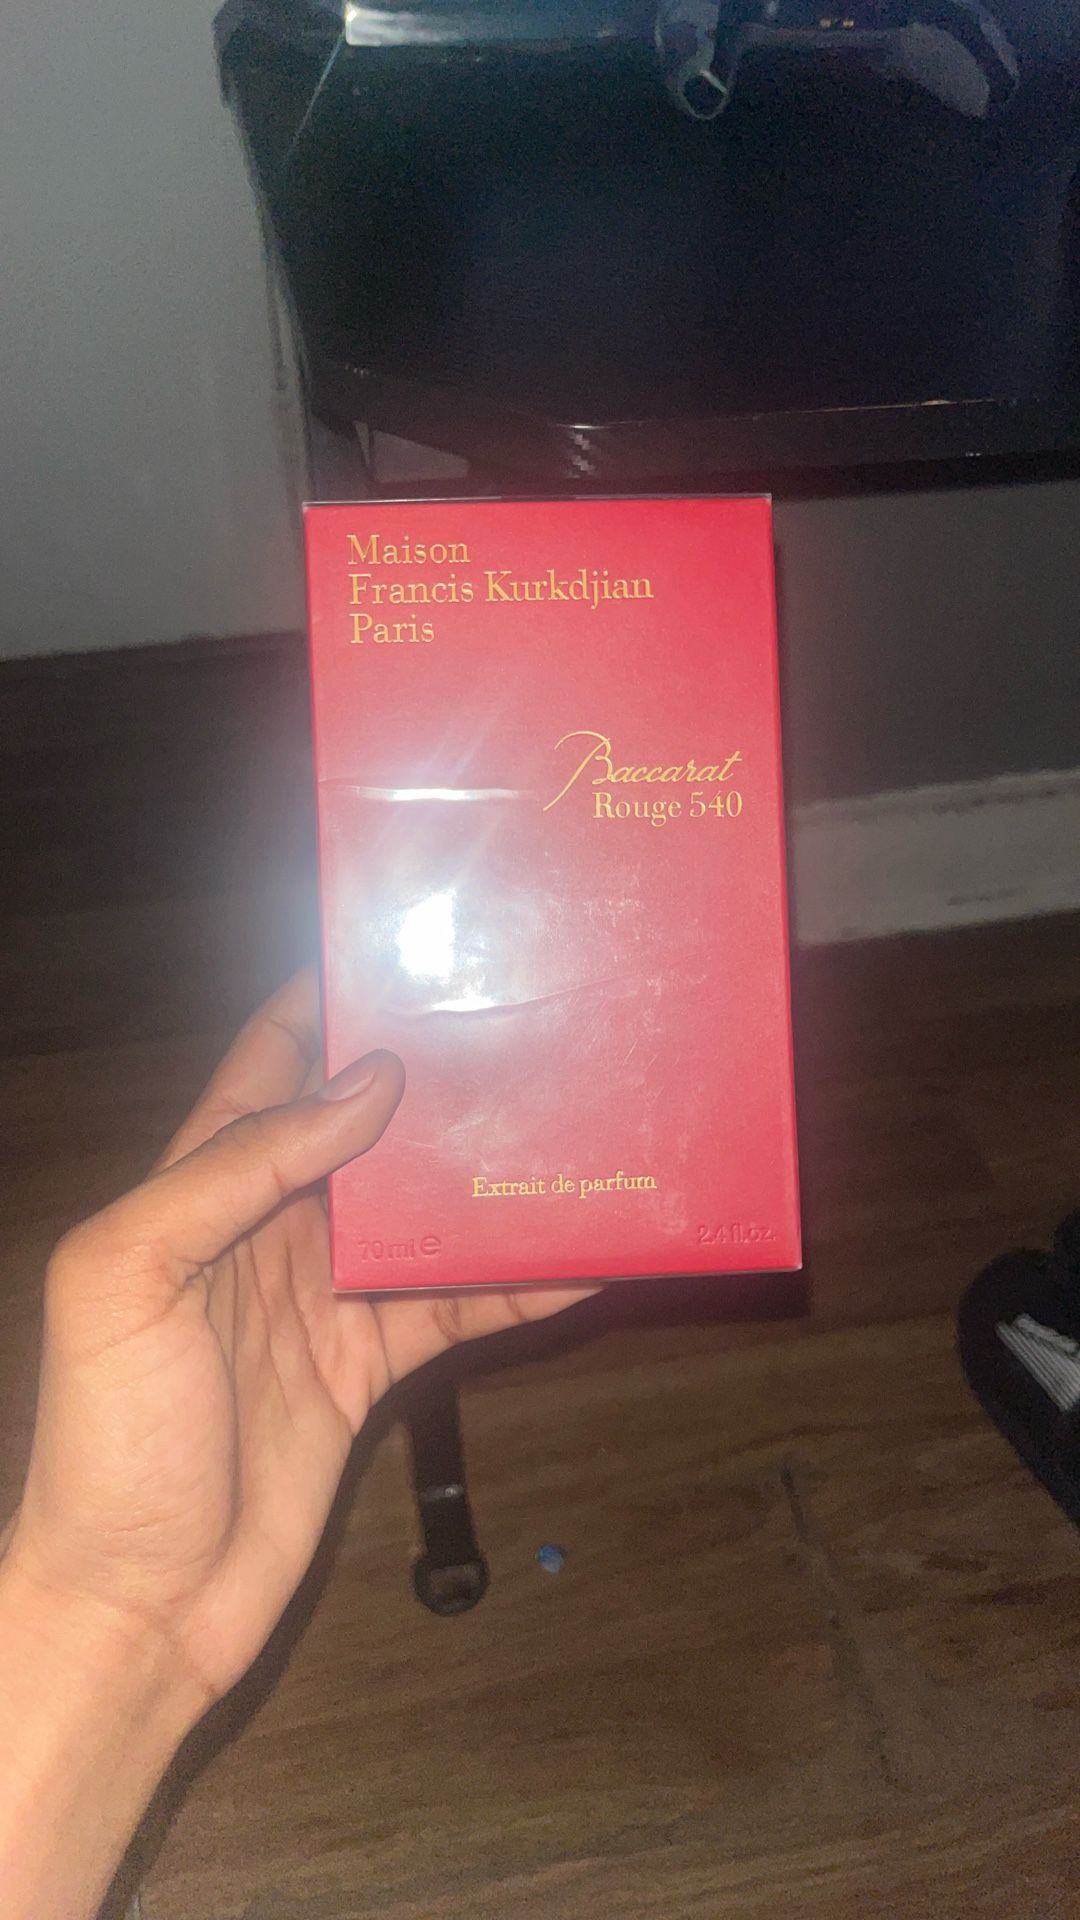 Maison
Francis Kurkdjian
Paris
Baccarat
Rouge 540
Extrait de parfum
70 ml e 2.4 fl.oz.